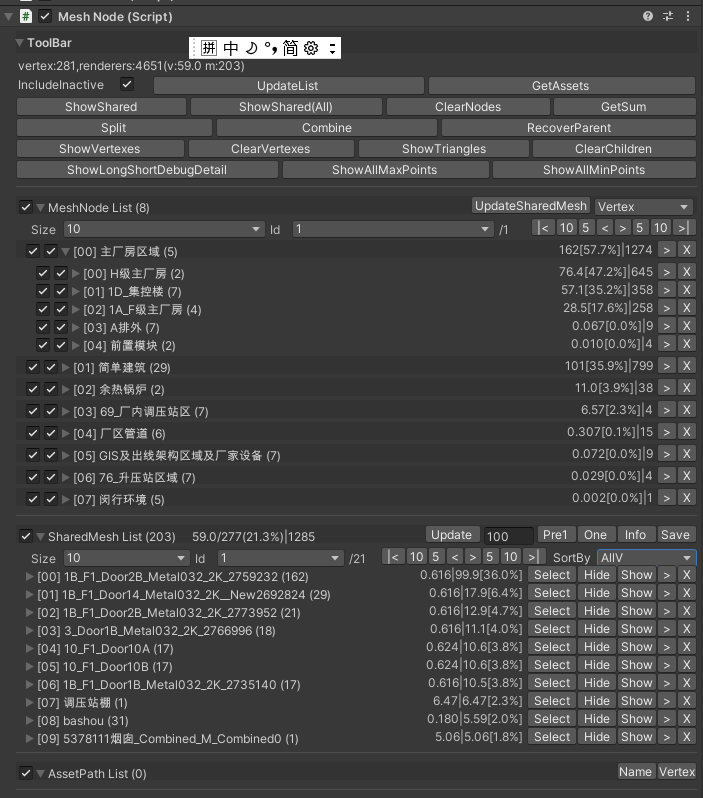 # Mesh Node (Script)
ToolBar
拼 中 简
vertex:281,renderers:4651(v:59.0 m:203)
IncludeInactive UpdateList GetAssets
ShowShared ShowShared(All) ClearNodes GetSum
Split Combine RecoverParent
ShowVertexes ClearVertexes ShowTriangles ClearChildren
ShowLongShortDebugDetail ShowAllMaxPoints ShowAllMinPoints
MeshNode List (8) UpdateSharedMesh Vertex
Size 10 Id 1 /1 |< 10 5 < > 5 10 >|
[00] 主厂房区域 (5) 162[57.7%]|1274 > X
[00] H级主厂房 (2) 76.4[47.2%]|645 > X
[01] 1D_集控楼 (7) 57.1[35.2%]|358 > X
[02] 1A_F级主厂房 (4) 28.5[17.6%]|258 > X
[03] A排外 (7) 0.067[0.0%]|9 > X
[04] 前置模块 (2) 0.010[0.0%]|4 > X
[01] 简单建筑 (29) 101[35.9%]|799 > X
[02] 余热锅炉 (2) 11.0[3.9%]|38 > X
[03] 69_厂内调压站区 (7) 6.57[2.3%]|4 > X
[04] 厂区管道 (6) 0.307[0.1%]|15 > X
[05] GIS及出线架构区域及厂家设备 (7) 0.072[0.0%]|9 > X
[06] 76_升压站区域 (7) 0.029[0.0%]|4 > X
[07] 闵行环境 (5) 0.002[0.0%]|1 > X
SharedMesh List (203) 59.0/277(21.3%)|1285 Update 100 Pre1 One Info Save
Size 10 Id 1 /21 |< 10 5 < > 5 10 >| SortBy AllV
[00] 1B_F1_Door2B_Metal032_2K_2759232 (162) 0.616|99.9[36.0%] Select Hide Show > X
[01] 1B_F1_Door14_Metal032_2K__New2692824 (29) 0.616|17.9[6.4%] Select Hide Show > X
[02] 1B_F1_Door2B_Metal032_2K_2773952 (21) 0.616|12.9[4.7%] Select Hide Show > X
[03] 3_Door1B_Metal032_2K_2766996 (18) 0.616|11.1[4.0%] Select Hide Show > X
[04] 10_F1_Door10A (17) 0.624|10.6[3.8%] Select Hide Show > X
[05] 10_F1_Door10B (17) 0.624|10.6[3.8%] Select Hide Show > X
[06] 1B_F1_Door1B_Metal032_2K_2735140 (17) 0.616|10.5[3.8%] Select Hide Show > X
[07] 调压站棚 (1) 6.47|6.47[2.3%] Select Hide Show > X
[08] bashou (31) 0.180|5.59[2.0%] Select Hide Show > X
[09] 5378111烟囱_Combined_M_Combined0 (1) 5.06|5.06[1.8%] Select Hide Show > X
AssetPath List (0) Name Vertex